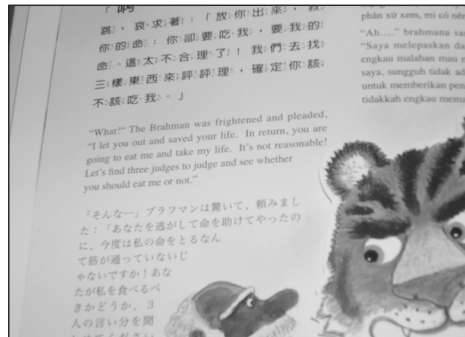 「啊
跳，哀求著：「放你出來，救
你的命；你卻要吃我，要我的
命。這太不合理了！我們去找
三樣東西來評評理，確定你該
不該吃我。」
"What?" The Brahman was frightened and pleaded,
"I let you out and saved your life. In return, you are
going to eat me and take my life. It's not reasonable!
Let's find three judges to judge and see whether
you should eat me or not."
「そんな―」ブラフマンは驚いて、頼みまし
た：「あなたを逃がして命を助けてやったの
に、今度は私の命をとるなん
て筋が通っていないじ
ゃないですか！あな
たが私を食べるべ
きかどうか、3
人の言い分を聞
phân xử xem, mi có nên
"Ah...." brahmana
"Saya melepaskan da
engkau malahan mau
saya, sungguh tidak
untuk memberikan
tidakkah engkau